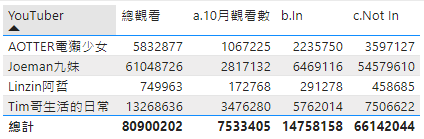 YouTuber 總觀看 a.10月觀看數 b.In c.Not In
AOTTER電獺少女 5832877 1067225 2235750 3597127
Joeman九妹 61048726 2817132 6469116 54579610
Linzin阿哲 749963 172768 291278 458685
Tim哥生活的日常 13268636 3476280 5762014 7506622
總計 80900202 7533405 14758158 66142044